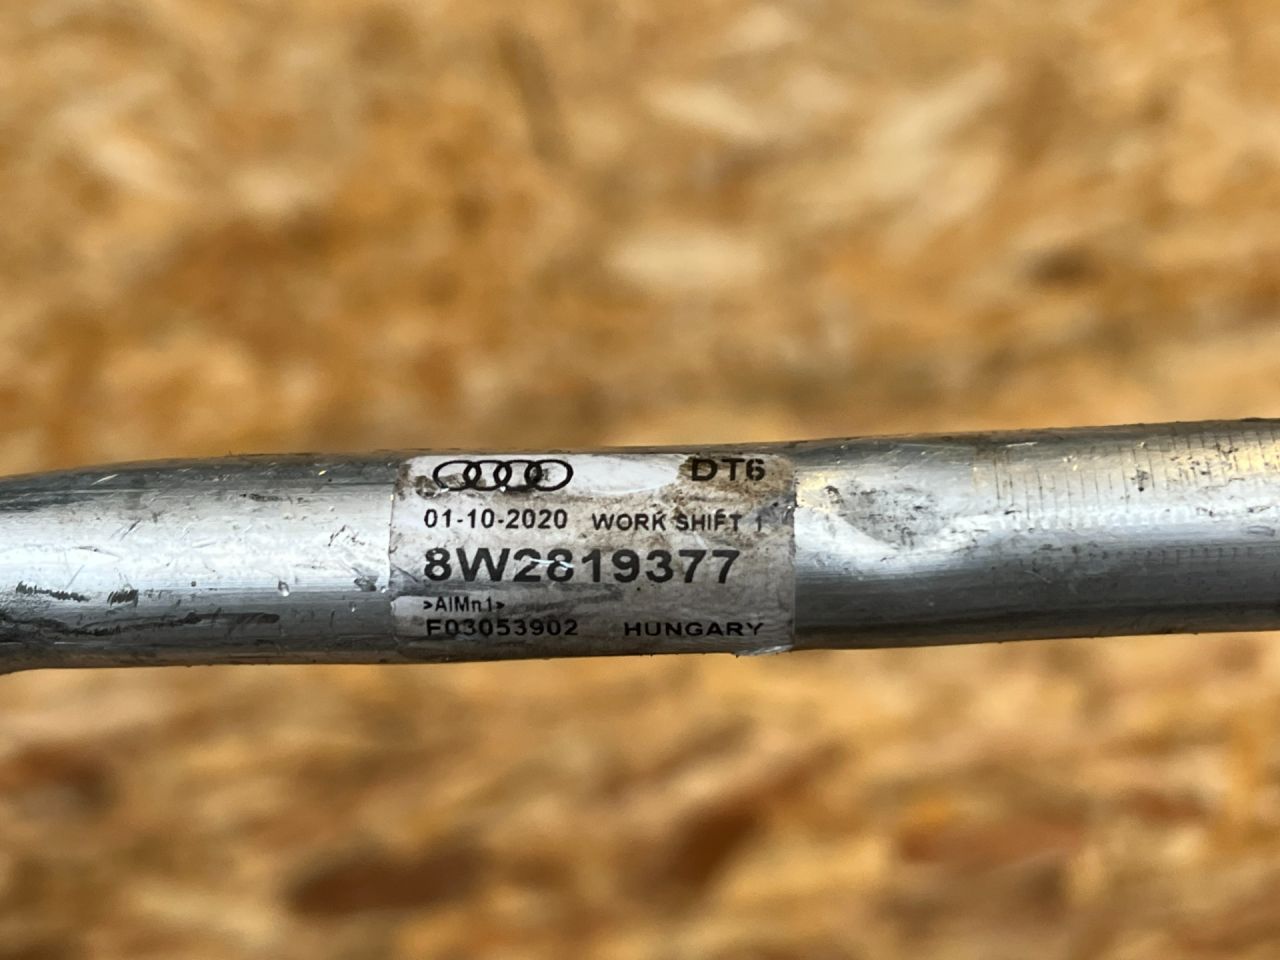 DT6
01-10-2020 WORK SHIFT 1
8W2819377
>AlMn1>
F03053902 HUNGARY